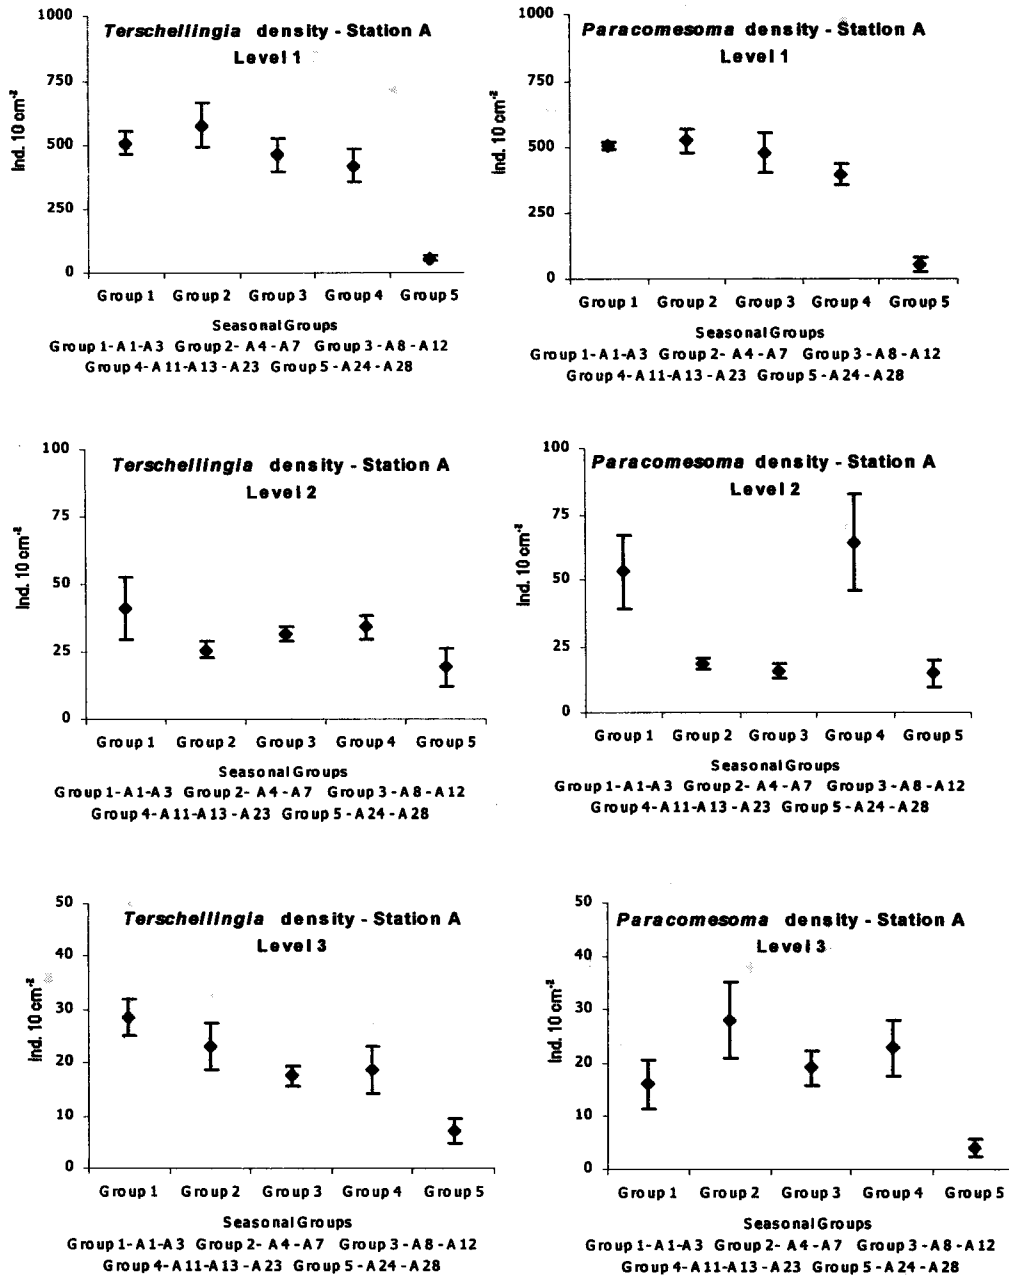 Terschellingia density - Station A
Level 1
1000
750
500
250
0
Ind. 10 cm-2
Group 1 Group 2 Group 3 Group 4 Group 5
Seasonal Groups
Group 1-A1-A3 Group 2- A4-A7 Group 3 -A8-A12
Group 4-A11-A13-A23 Group 5-A24-A28
Paracomesoma density - Station A
Level 1
1000
750
500
250
0
Ind. 10 cm-2
Group 1 Group 2 Group 3 Group 4 Group 5
Seasonal Groups
Group 1-A1-A3 Group 2- A4-A7 Group 3 -A8-A12
Group 4-A11-A13-A23 Group 5-A24-A28
Terschellingia density - Station A
Level 2
100
75
50
25
0
Ind. 10 cm-2
Group 1 Group 2 Group 3 Group 4 Group 5
Seasonal Groups
Group 1-A1-A3 Group 2- A4-A7 Group 3 -A8-A12
Group 4-A11-A13-A23 Group 5-A24-A28
Paracomesoma density - Station A
Level 2
100
75
50
25
0
Ind. 10 cm-2
Group 1 Group 2 Group 3 Group 4 Group 5
Seasonal Groups
Group 1-A1-A3 Group 2- A4-A7 Group 3 -A8-A12
Group 4-A11-A13-A23 Group 5-A24-A28
Terschellingia density - Station A
Level 3
50
40
30
20
10
0
Ind. 10 cm-2
Group 1 Group 2 Group 3 Group 4 Group 5
Seasonal Groups
Group 1-A1-A3 Group 2- A4-A7 Group 3 -A8-A12
Group 4-A11-A13-A23 Group 5-A24-A28
Paracomesoma density - Station A
Level 3
50
40
30
20
10
0
Ind. 10 cm-2
Group 1 Group 2 Group 3 Group 4 Group 5
Seasonal Groups
Group 1-A1-A3 Group 2- A4-A7 Group 3 -A8-A12
Group 4-A11-A13-A23 Group 5-A24-A28